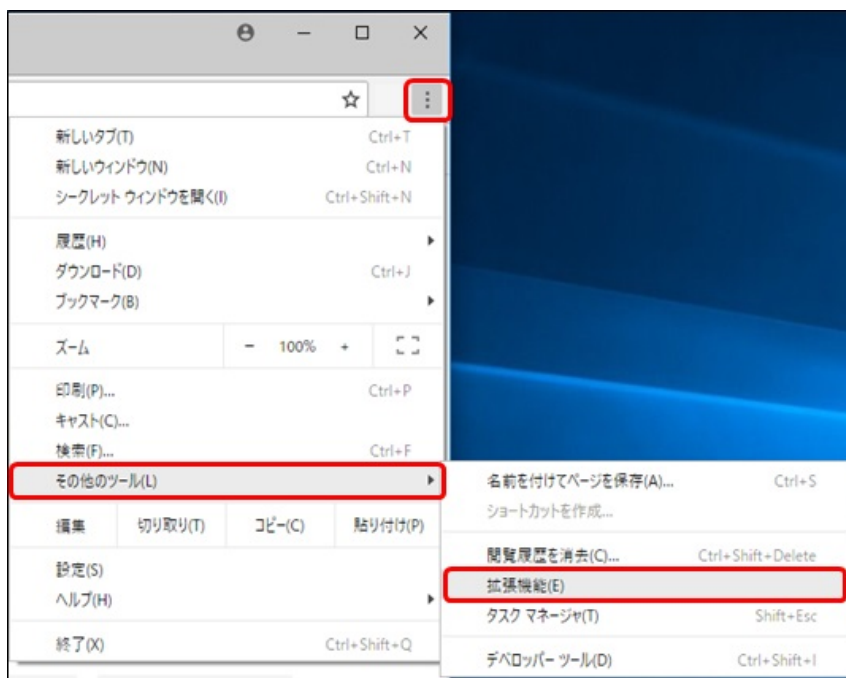 新しいタブ(T) Ctrl+T
新しいウィンドウ(N) Ctrl+N
シークレット ウィンドウを開く(I) Ctrl+Shift+N
履歴(H)
ダウンロード(D) Ctrl+J
ブックマーク(B)
ズーム - 100% +
印刷(P)... Ctrl+P
キャスト(C)...
検索(F)... Ctrl+F
その他のツール(L)
編集 切り取り(T) コピー(C) 貼り付け(P)
設定(S)
ヘルプ(H)
終了(X) Ctrl+Shift+Q
名前を付けてページを保存(A)... Ctrl+S
ショートカットを作成...
閲覧履歴を消去(C)... Ctrl+Shift+Delete
拡張機能(E)
タスク マネージャ(T) Shift+Esc
デベロッパー ツール(D) Ctrl+Shift+I